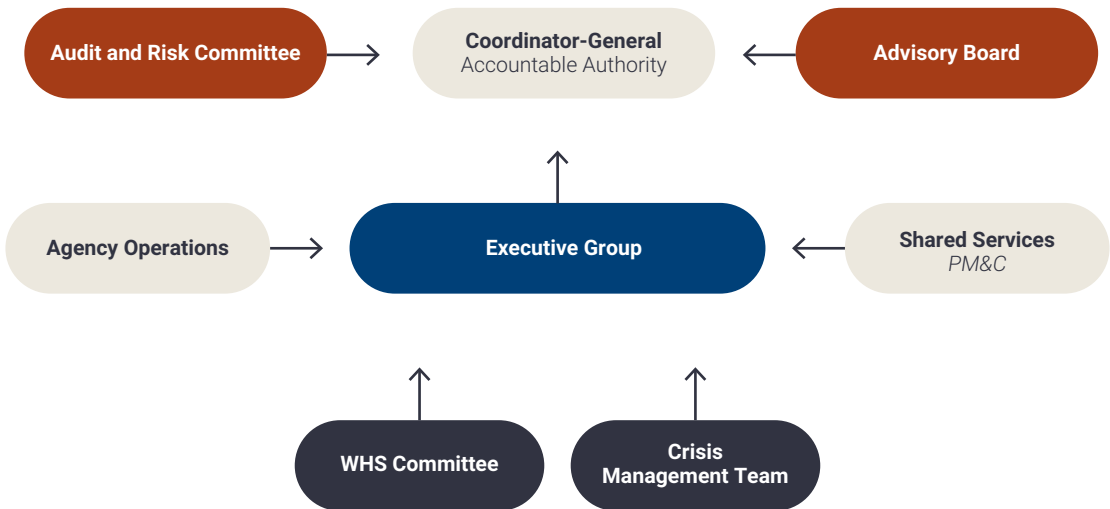 Audit and Risk Committee
Coordinator-General
Accountable Authority
Advisory Board
Agency Operations
Executive Group
Shared Services
PM&C
WHS Committee
Crisis
Management Team